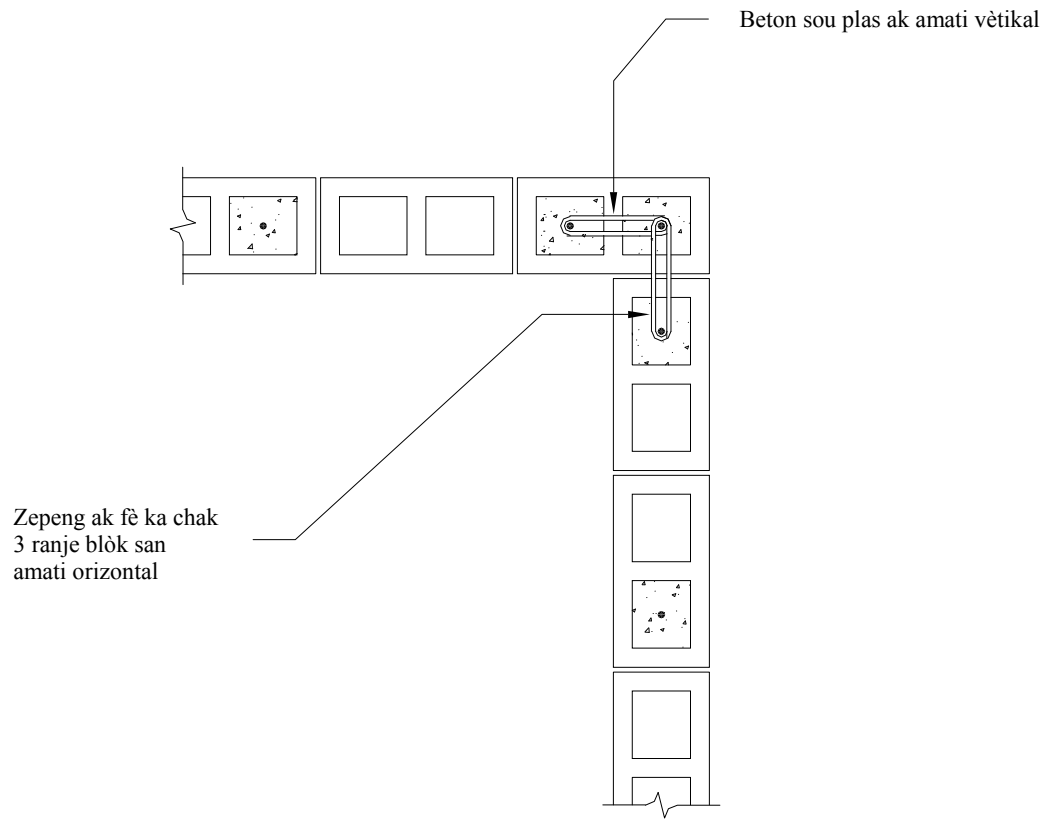 Beton sou plas ak amati vètikal
Zepeng ak fè ka chak
3 ranje blòk san
amati orizontal